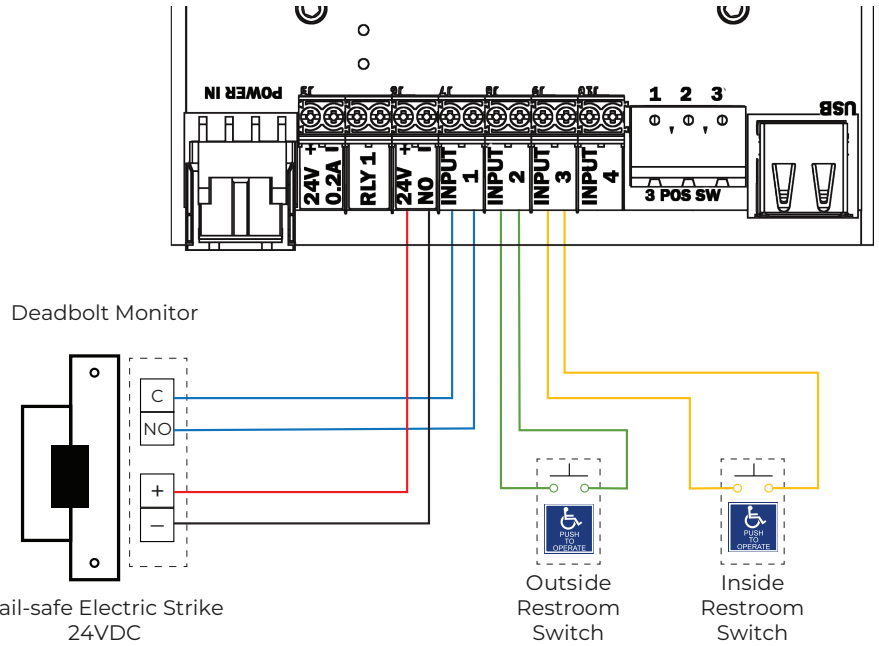 POWER IN
J5
J6
J7
J8
J9
J10
1 2 3
USB
24V + –
0.2A
RLY 1
24V + –
NO
INPUT
1
INPUT
2
INPUT
3
INPUT
4
3 POS SW
Deadbolt Monitor
C
NO
+
–
PUSH
TO
OPERATE
PUSH
TO
OPERATE
ail-safe Electric Strike
24VDC
Outside
Restroom
Switch
Inside
Restroom
Switch